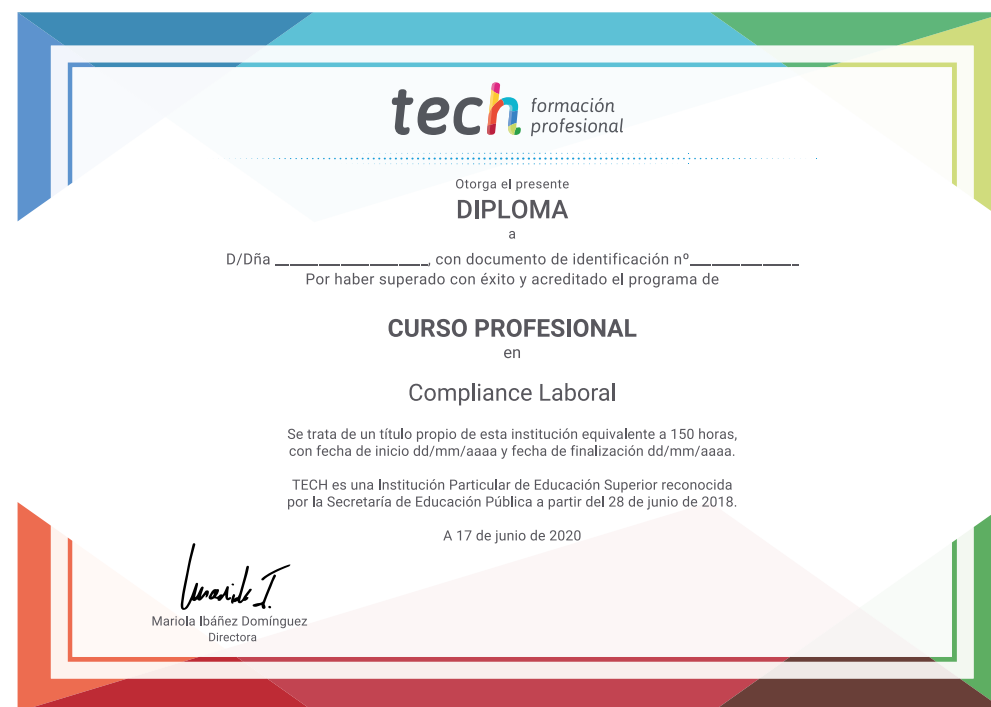 tech formación
profesional
Otorga el presente
DIPLOMA
a
D/Dña ____________________, con documento de identificación nº______________
Por haber superado con éxito y acreditado el programa de
CURSO PROFESIONAL
en
Compliance Laboral
Se trata de un título propio de esta institución equivalente a 150 horas,
con fecha de inicio dd/mm/aaaa y fecha de finalización dd/mm/aaaa.
TECH es una Institución Particular de Educación Superior reconocida
por la Secretaría de Educación Pública a partir del 28 de junio de 2018.
A 17 de junio de 2020
Mariola Ibáñez Domínguez
Directora